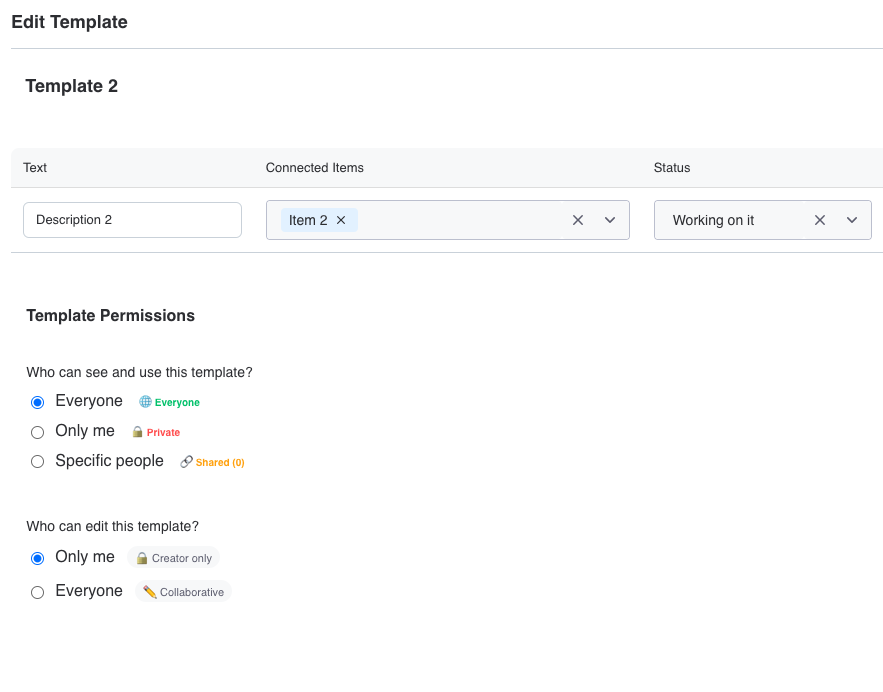 Edit Template
Template 2
Text Connected Items Status
Description 2 Item 2 Working on it
Template Permissions
Who can see and use this template?
Everyone Everyone
Only me Private
Specific people Shared (0)
Who can edit this template?
Only me Creator only
Everyone Collaborative